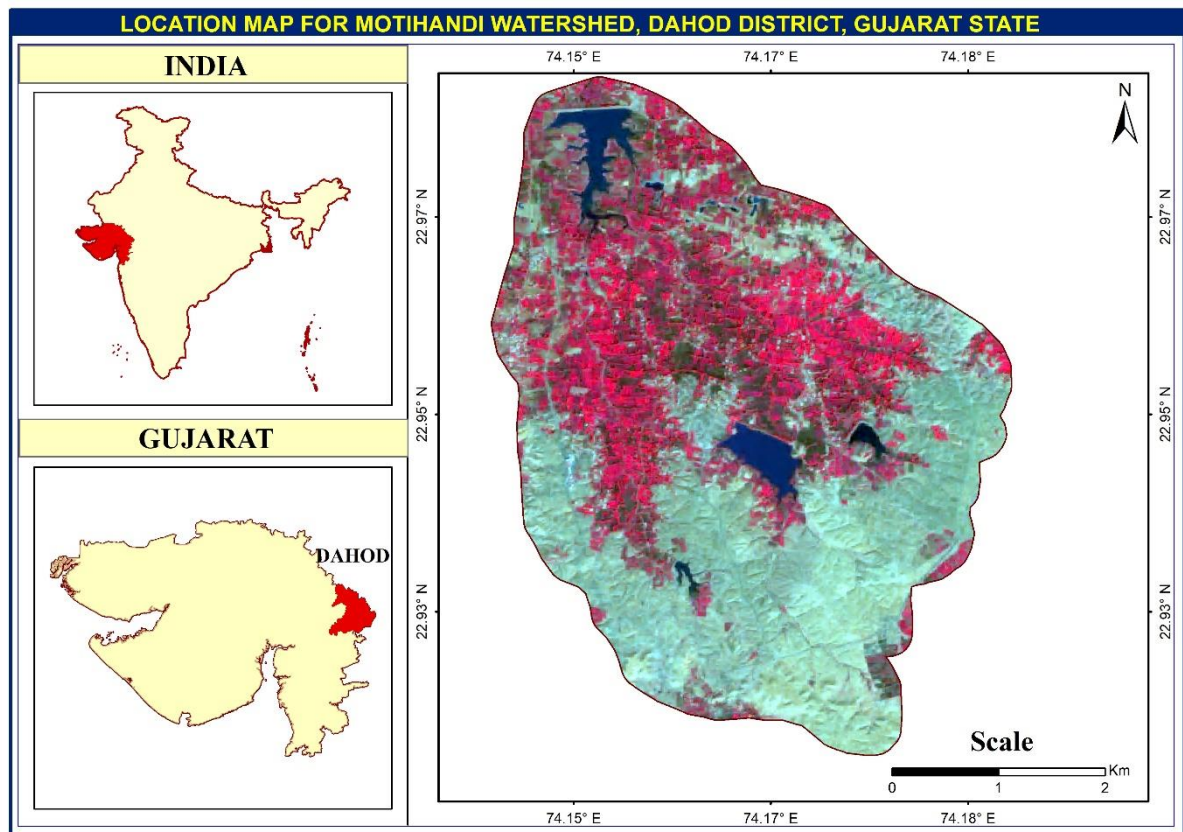 LOCATION MAP FOR MOTIHANDI WATERSHED, DAHOD DISTRICT, GUJARAT STATE
INDIA
GUJARAT
DAHOD
74.15° E 74.17° E 74.18° E
N
22.97° N 22.97° N
22.95° N 22.95° N
22.93° N 22.93° N
Scale
Km
0 1 2
74.15° E 74.17° E 74.18° E